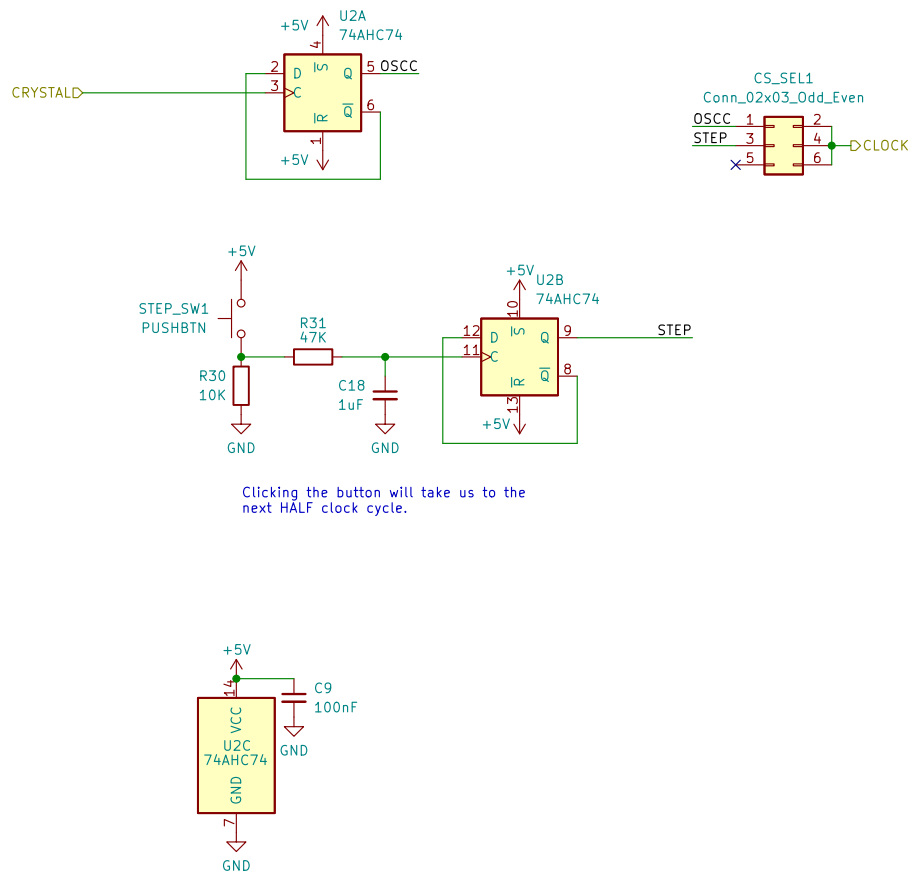 +5V
U2A
74AHC74
4
S
2
D
Q
5
OSCC
CRYSTAL
3
C
6
Q
R
1
+5V
CS_SEL1
Conn_02x03_Odd_Even
OSCC
1
2
STEP
3
4
CLOCK
5
6
+5V
STEP_SW1
PUSHBTN
R31
47K
R30
10K
GND
C18
1uF
GND
+5V
U2B
74AHC74
10
S
12
D
Q
9
STEP
11
C
8
Q
R
13
+5V
Clicking the button will take us to the
next HALF clock cycle.
+5V
14
C9
100nF
GND
VCC
U2C
74AHC74
GND
7
GND